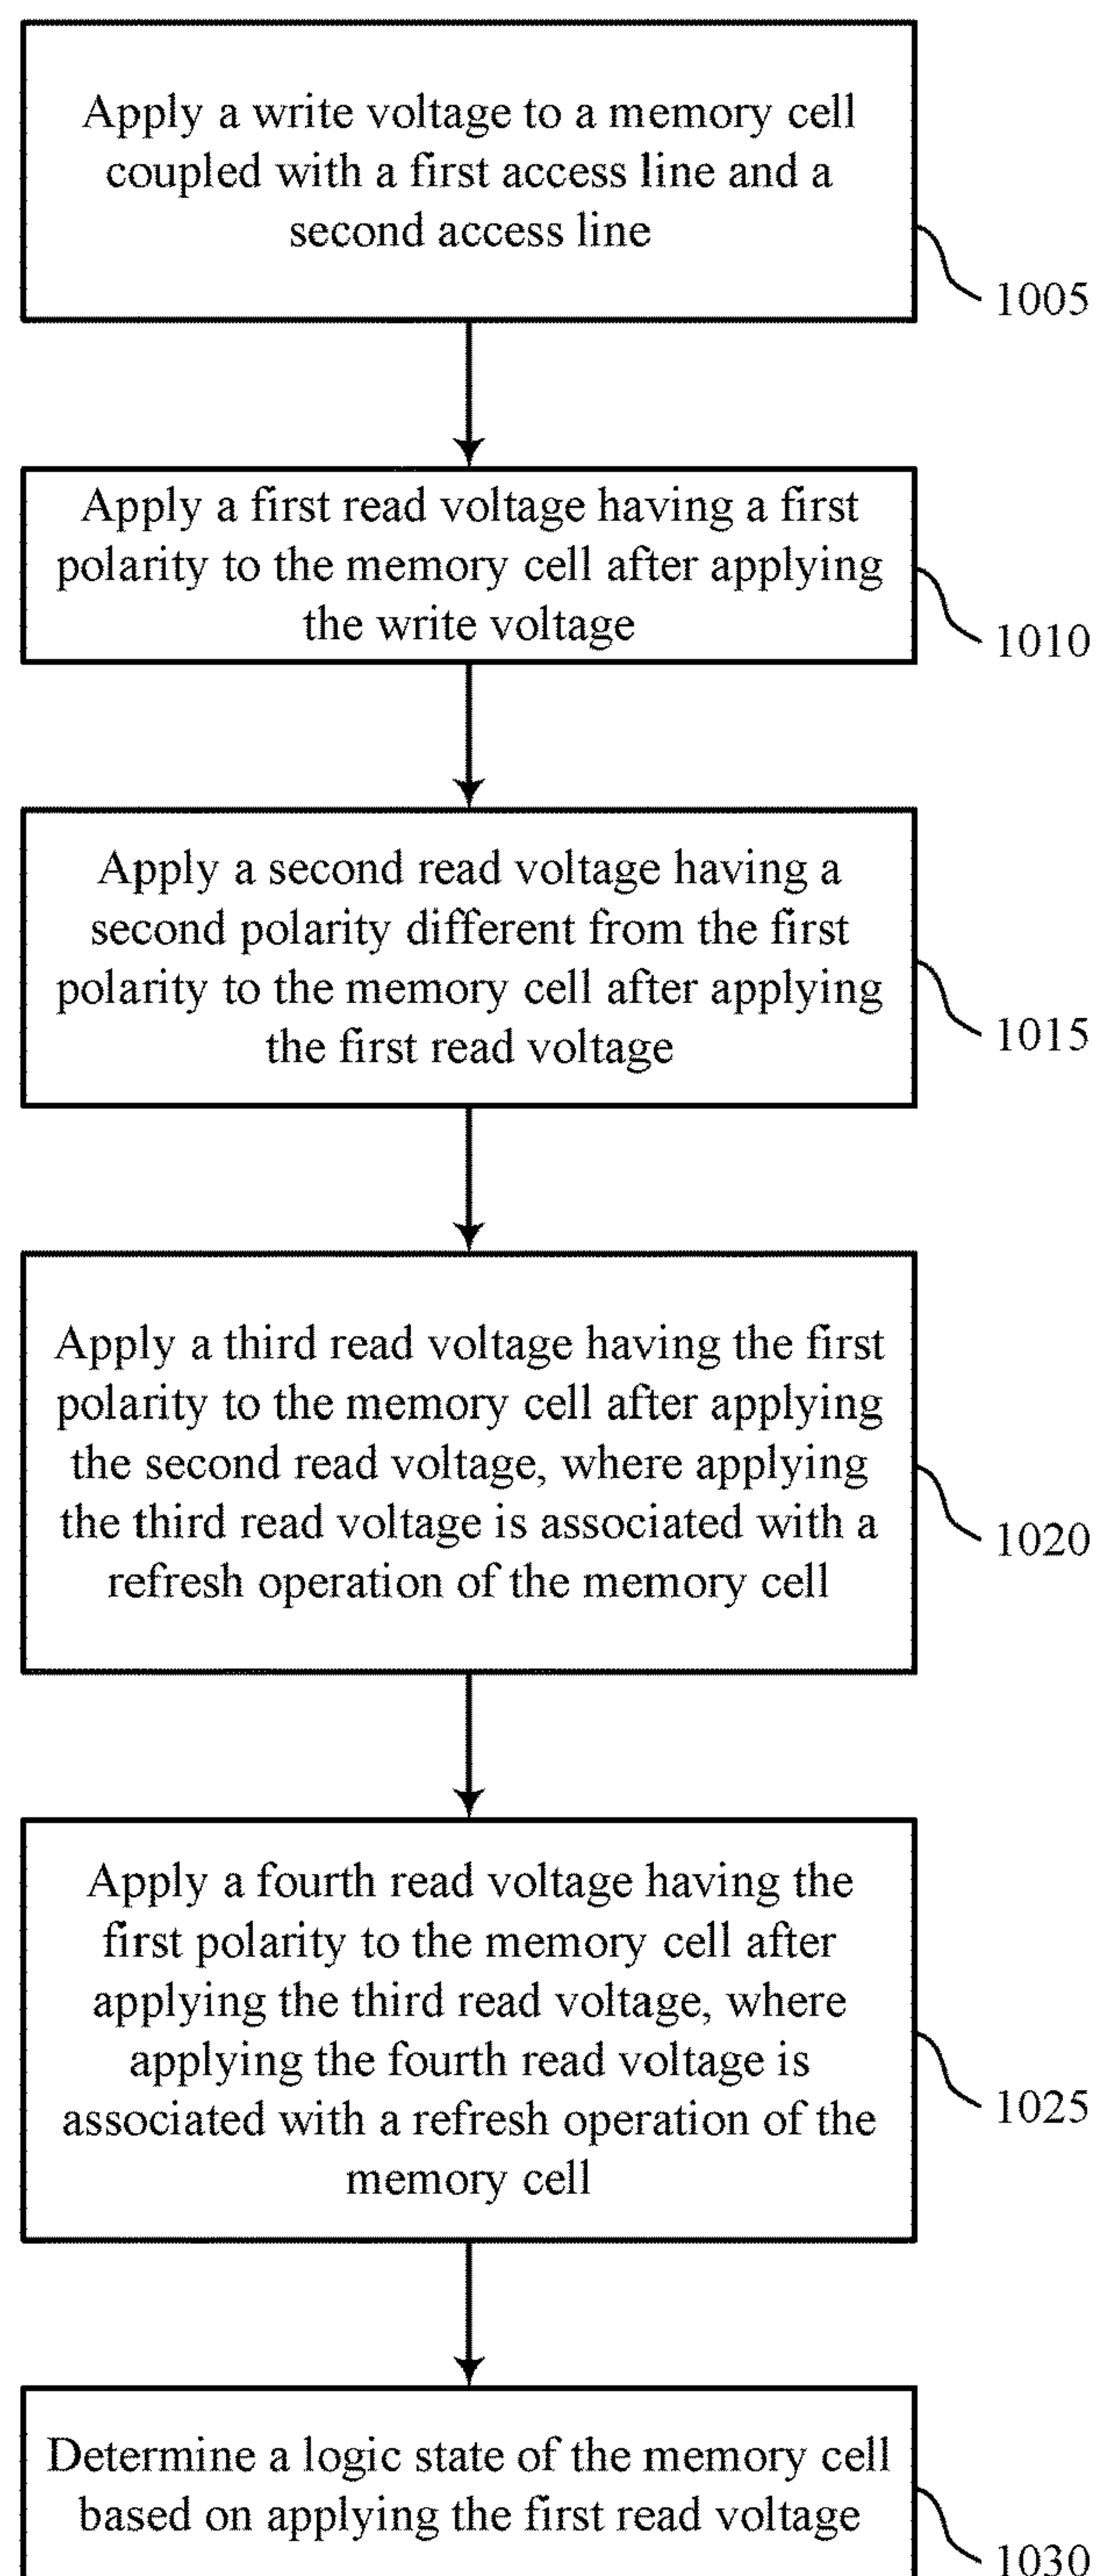 Apply a write voltage to a memory cell
coupled with a first access line and a
second access line
1005
Apply a first read voltage having a first
polarity to the memory cell after applying
the write voltage
1010
Apply a second read voltage having a
second polarity different from the first
polarity to the memory cell after applying
the first read voltage
1015
Apply a third read voltage having the first
polarity to the memory cell after applying
the second read voltage, where applying
the third read voltage is associated with a
refresh operation of the memory cell
1020
Apply a fourth read voltage having the
first polarity to the memory cell after
applying the third read voltage, where
applying the fourth read voltage is
associated with a refresh operation of the
memory cell
1025
Determine a logic state of the memory cell
based on applying the first read voltage
1030